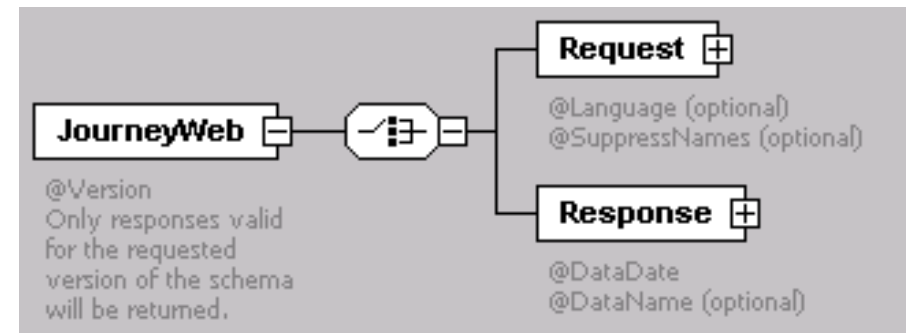 Request
@Language (optional)
@SuppressNames (optional)
JourneyWeb
@Version
Only responses valid
for the requested
version of the schema
will be returned.
Response
@DataDate
@DataName (optional)